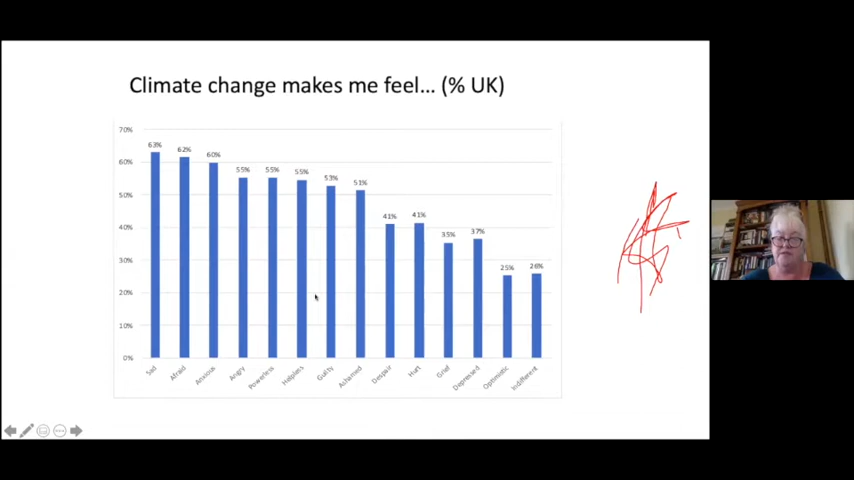 Climate change makes me feel... (% UK)
70%
60%
50%
40%
30%
20%
10%
0%
63%
62%
60%
55%
55%
55%
53%
51%
41%
41%
35%
37%
25%
26%
Sad
Afraid
Anxious
Angry
Powerless
Helpless
Guilty
Ashamed
Despair
Hurt
Grief
Depressed
Optimistic
Indifferent